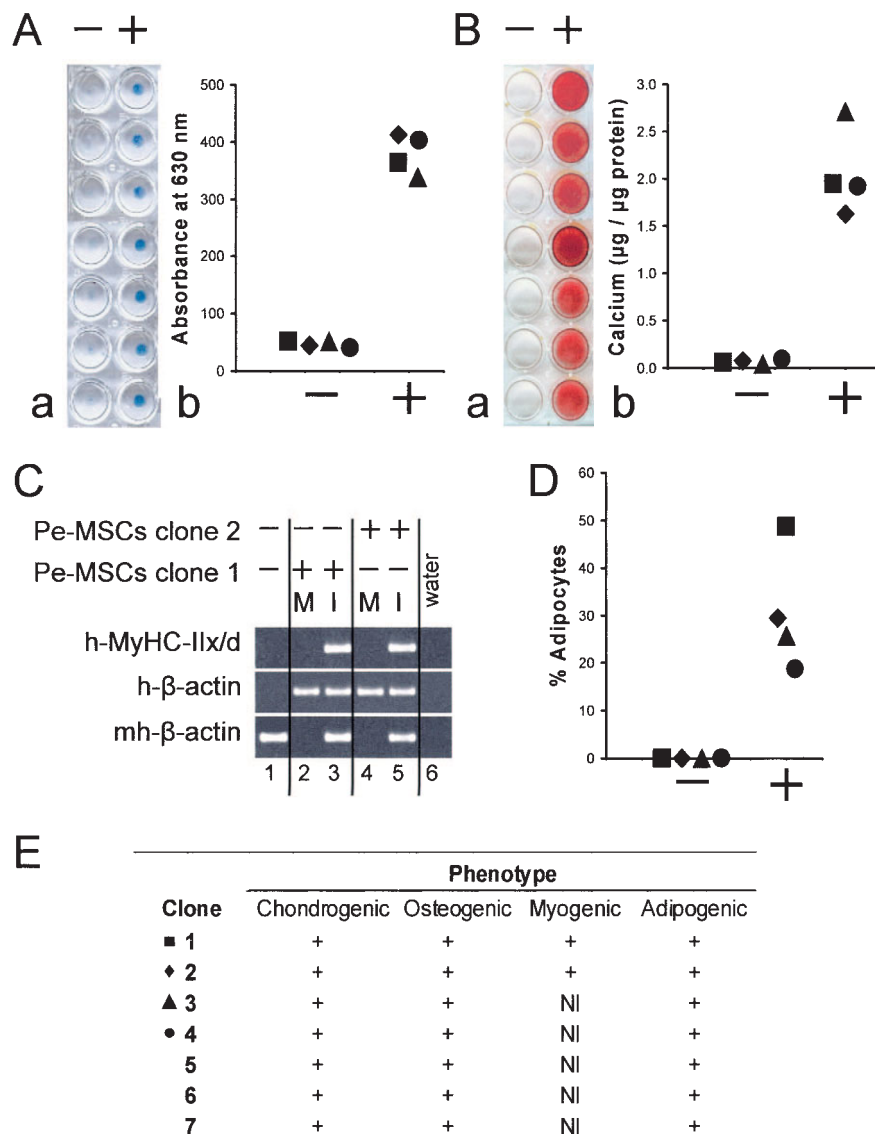 A
− +
Absorbance at 630 nm
500
400
300
200
100
50
0
− +
a
b
B
− +
Calcium (µg / µg protein)
3.0
2.5
2.0
1.5
1.0
0.5
0.0
− +
a
b
C
Pe-MSCs clone 2 − − − + +
Pe-MSCs clone 1 − + + − −
M I M I water
h-MyHC-IIx/d
h-β-actin
mh-β-actin
1 2 3 4 5 6
D
% Adipocytes
60
50
40
30
20
10
0
− +
E
Phenotype
Clone Chondrogenic Osteogenic Myogenic Adipogenic
■ 1 + + + +
♦ 2 + + + +
▲ 3 + + NI +
● 4 + + NI +
5 + + NI +
6 + + NI +
7 + + NI +